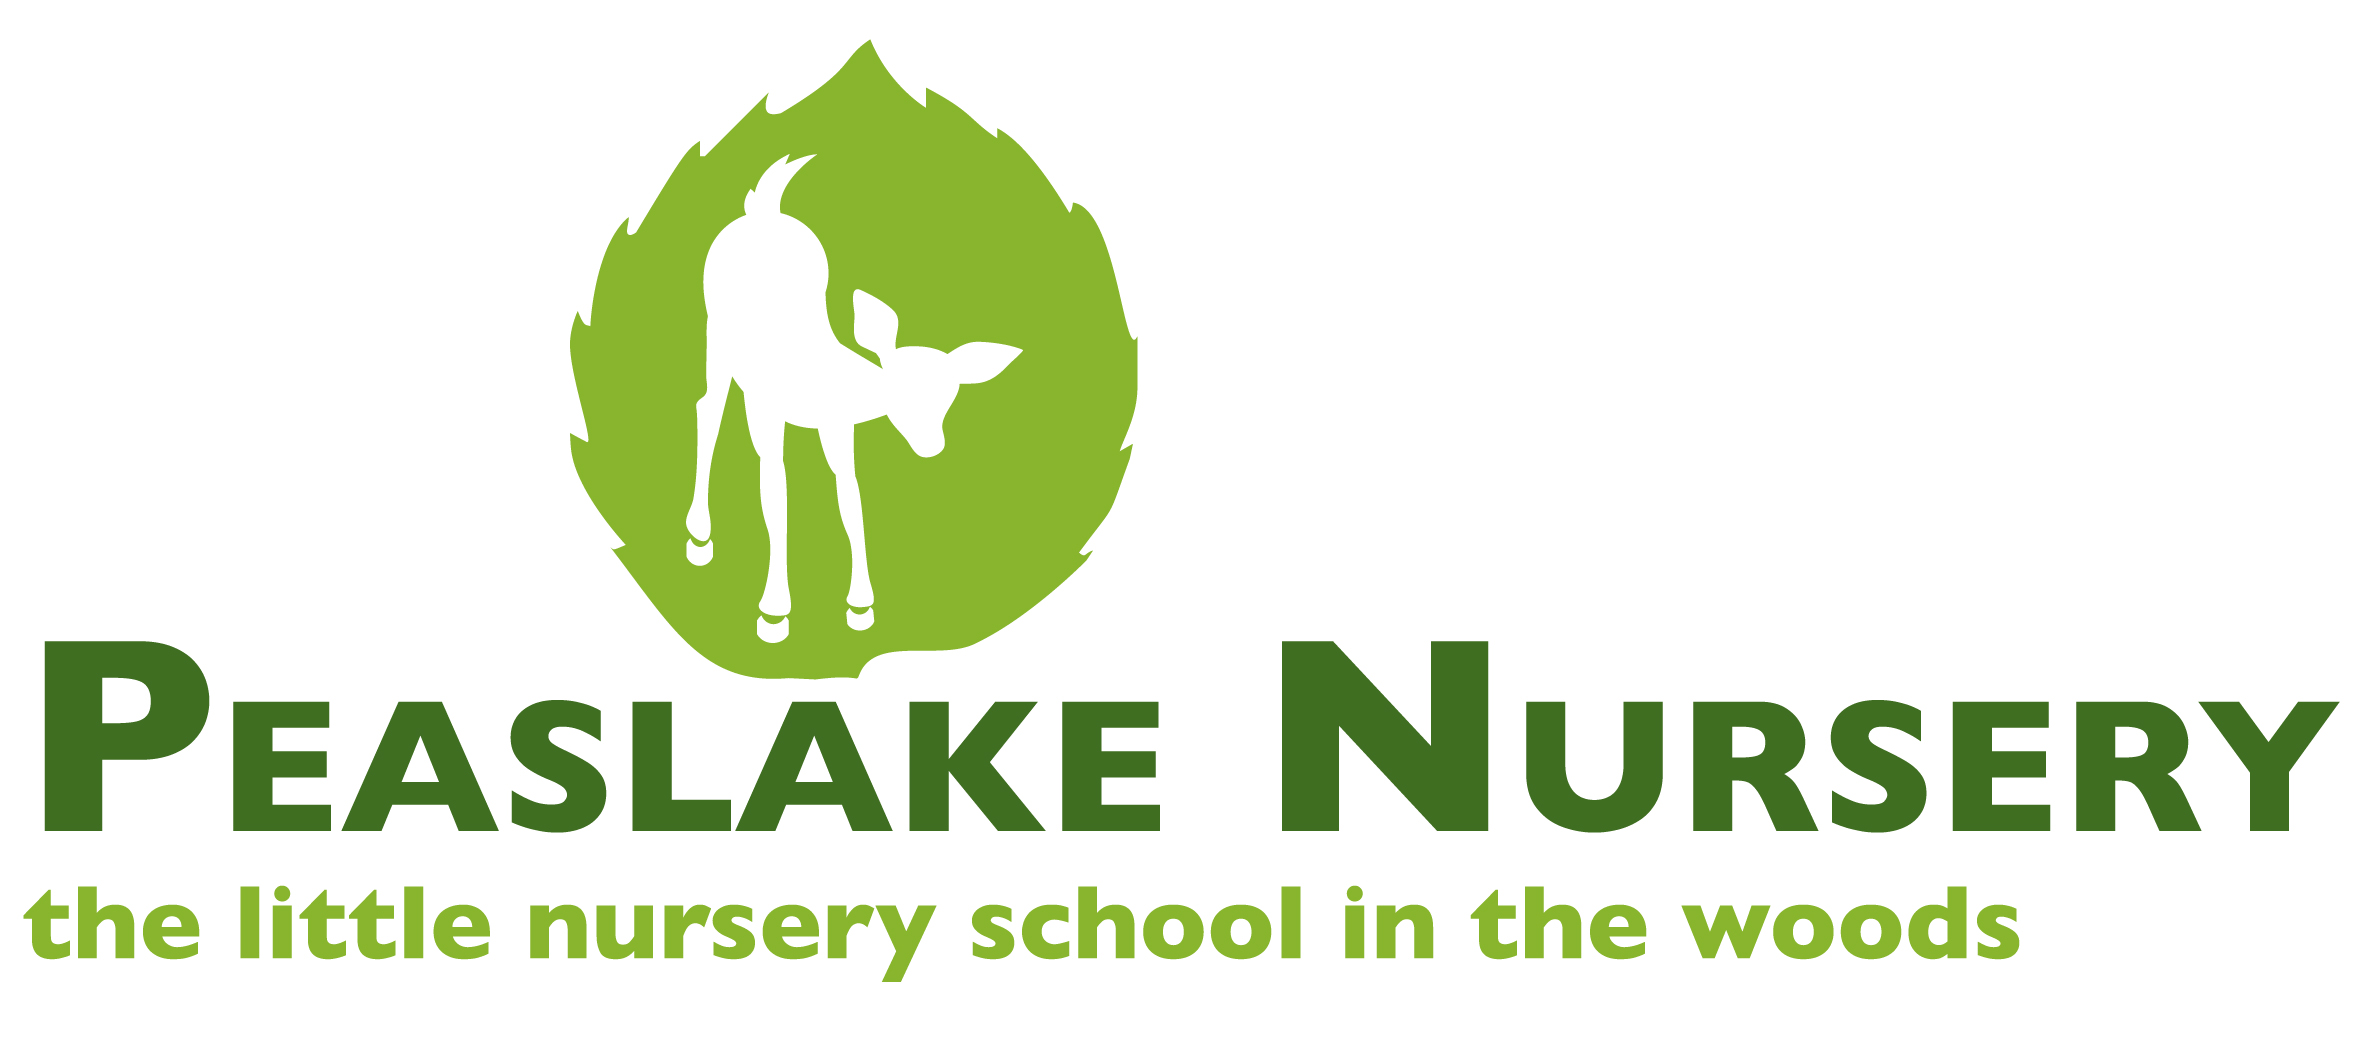 PEASLAKE NURSERY
the little nursery school in the woods